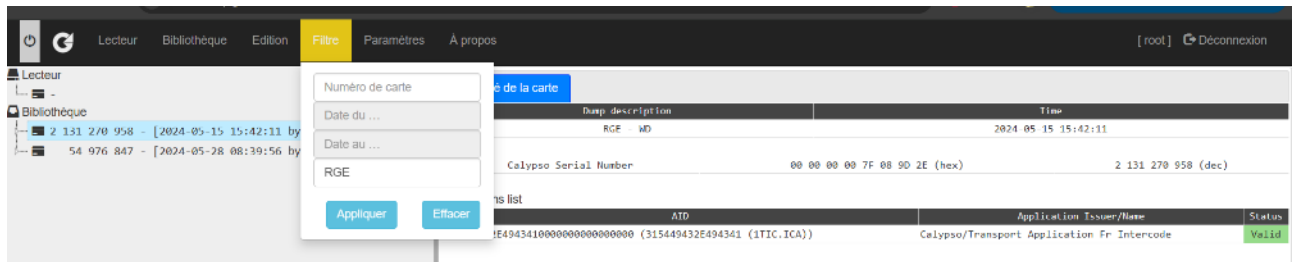 Lecteur Bibliothèque Edition Filtre Paramètres À propos [ root ] Déconnexion
Lecteur
-
Bibliothèque
2 131 270 958 - [2024-05-15 15:42:11 by
54 976 847 - [2024-05-28 08:39:56 by
Numéro de carte
Date du ...
Date au ...
RGE
Appliquer Effacer
é de la carte
Dump description Time
RGE - WD 2024-05-15 15:42:11
Calypso Serial Number 00 00 00 00 7F 08 9D 2E (hex) 2 131 270 958 (dec)
ns list
AID Application Issuer/Name Status
2E4943410000000000000000 (315449432E494341 (1TIC.ICA)) Calypso/Transport Application Fr Intercode Valid